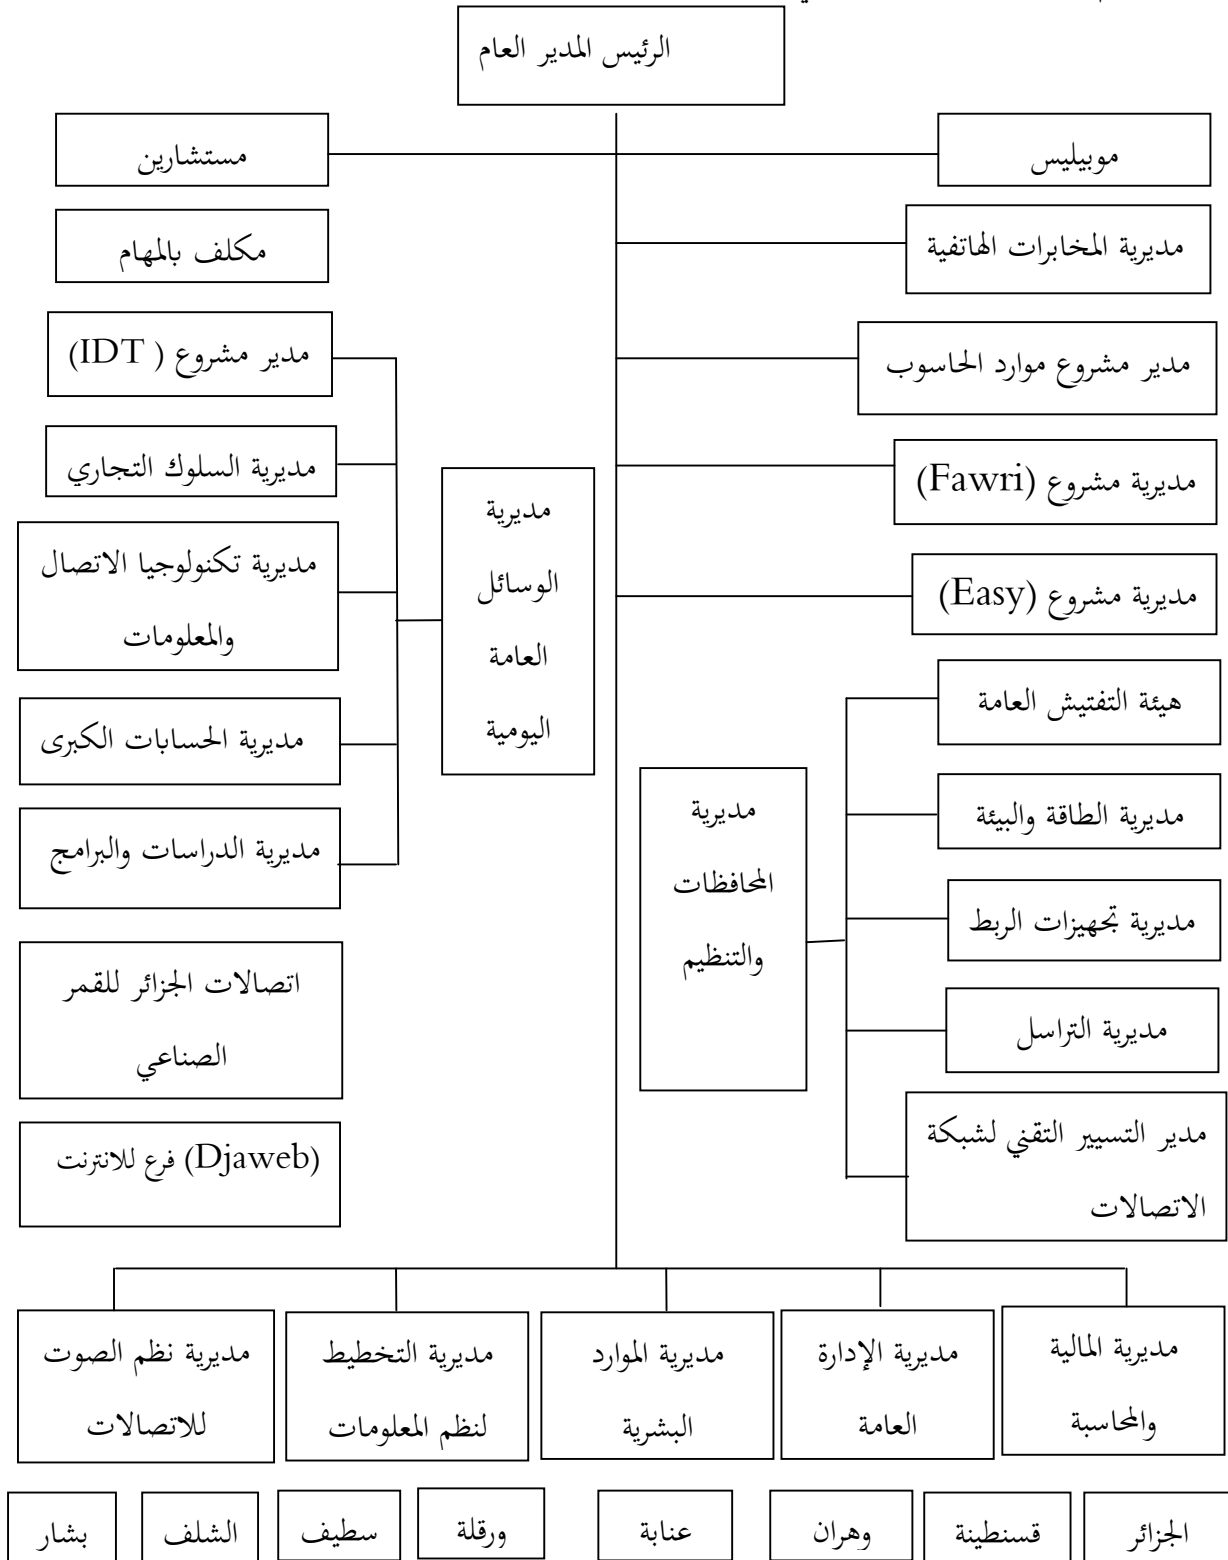 الرئيس المدير العام
موبيليس
مستشارين
مديرية المخابرات الهاتفية
مكلف بالمهام
مدير مشروع موارد الحاسوب
مدير مشروع ( IDT)
مديرية مشروع (Fawri)
مديرية السلوك التجاري
مديرية مشروع (Easy)
مديرية تكنولوجيا الاتصال
والمعلومات
مديرية الحسابات الكبرى
مديرية الدراسات والبرامج
مديرية
الوسائل
العامة
اليومية
هيئة التفتيش العامة
مديرية الطاقة والبيئة
مديرية تجهيزات الربط
مديرية التراسل
مدير التسيير التقني لشبكة
الاتصالات
مديرية
المحافظات
والتنظيم
اتصالات الجزائر للقمر
الصناعي
(Djaweb) فرع للانترنت
مديرية المالية
والمحاسبة
مديرية الإدارة
العامة
مديرية الموارد
البشرية
مديرية التخطيط
لنظم المعلومات
مديرية نظم الصوت
للاتصالات
الجزائر
قسنطينة
وهران
عنابة
ورقلة
سطيف
الشلف
بشار